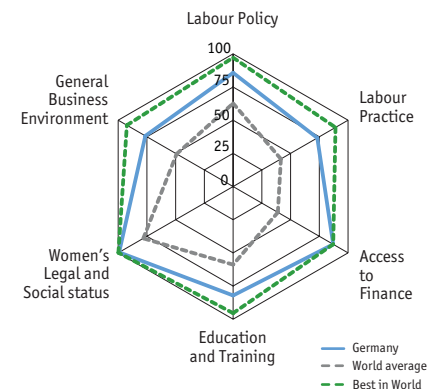 Labour Policy
100
75
50
25
0
General
Business
Environment
Labour
Practice
Women's
Legal and
Social status
Access
to
Finance
Education
and Training
Germany
World average
Best in World